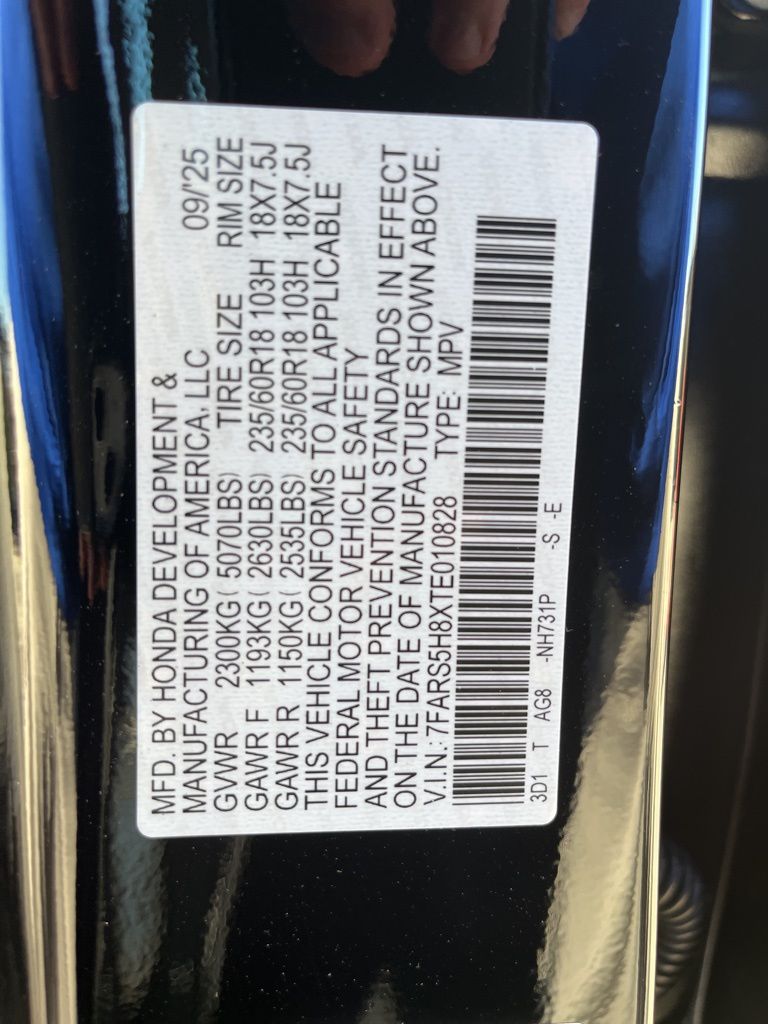 MFD. BY HONDA DEVELOPMENT &
MANUFACTURING OF AMERICA, LLC 09/'25
GVWR 2300KG( 5070LBS) TIRE SIZE RIM SIZE
GAWR F 1193KG( 2630LBS) 235/60R18 103H 18X7.5J
GAWR R 1150KG( 2535LBS) 235/60R18 103H 18X7.5J
THIS VEHICLE CONFORMS TO ALL APPLICABLE
FEDERAL MOTOR VEHICLE SAFETY
AND THEFT PREVENTION STANDARDS IN EFFECT
ON THE DATE OF MANUFACTURE SHOWN ABOVE.
V.I.N.: 7FARS5H8XTE010828 TYPE: MPV
3D1 T AG8 -NH731P -S -E